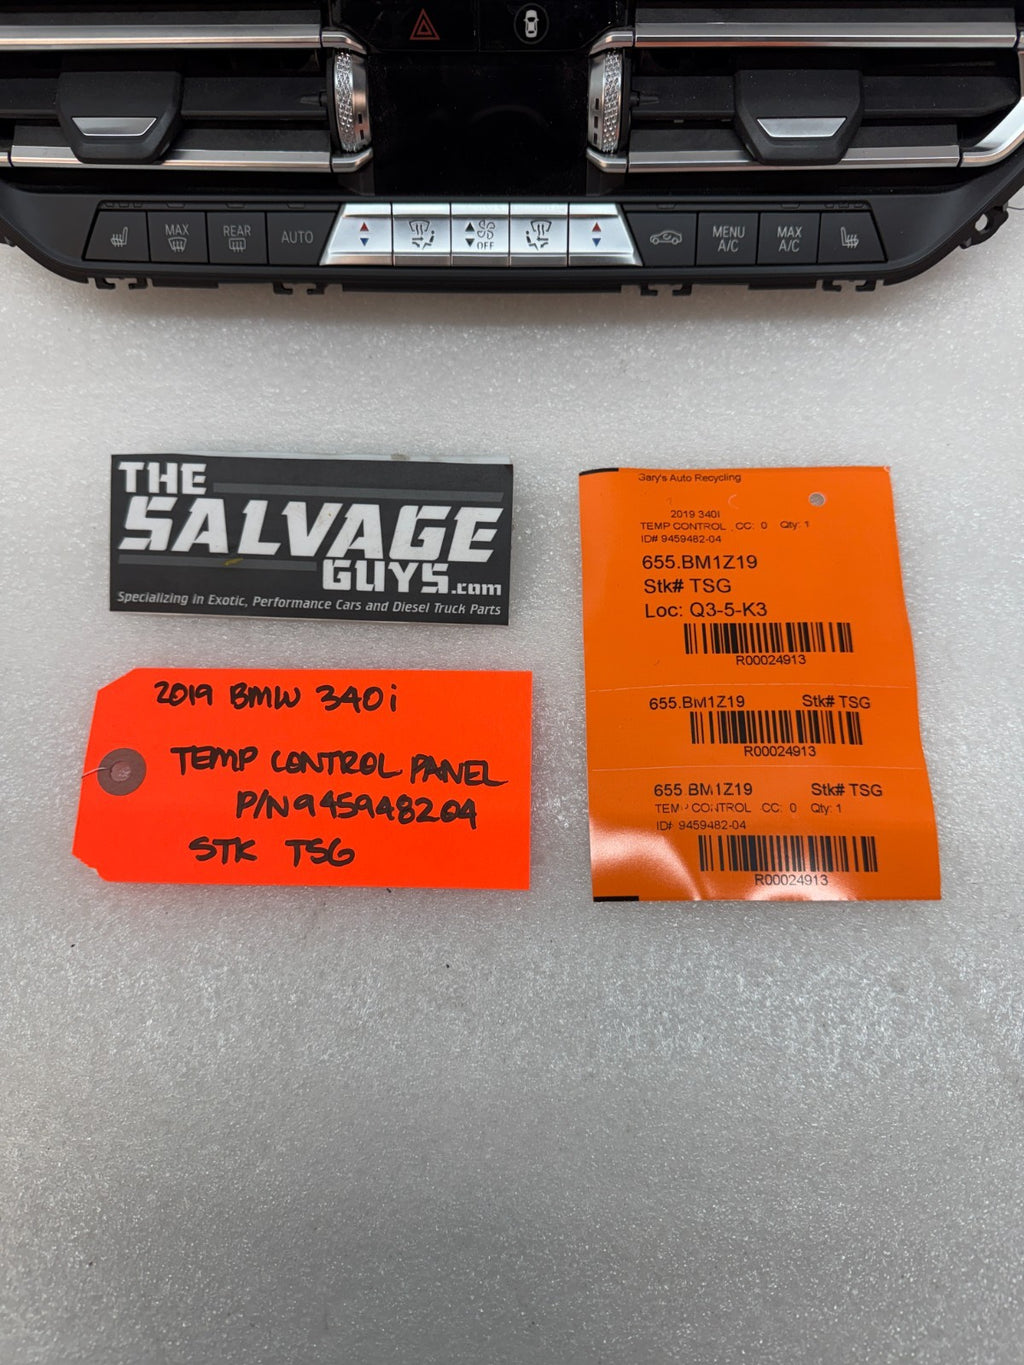 MAX
REAR
AUTO
OFF
MENU
A/C
MAX
A/C
THE
SALVAGE
GUYS.com
Specializing in Exotic, Performance Cars and Diesel Truck Parts
2019 BMW 340i
TEMP CONTROL PANEL
P/N 945948204
STK TSG
Gary's Auto Recycling
2019 340I
TEMP CONTROL CC: 0 Qty: 1
ID# 9459482-04
655.BM1Z19
Stk# TSG
Loc: Q3-5-K3
R00024913
655.BM1Z19 Stk# TSG
R00024913
655.BM1Z19 Stk# TSG
TEMP CONTROL CC: 0 Qty: 1
ID# 9459482-04
R00024913